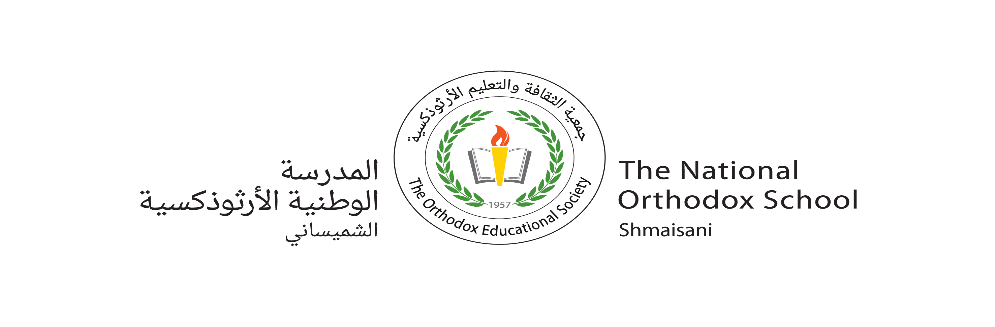 المدرسة
الوطنية الأرثوذكسية
الشميساني
جمعية الثقافة والتعليم الأرثوذكسية
1957
The Orthodox Educational Society
The National
Orthodox School
Shmaisani